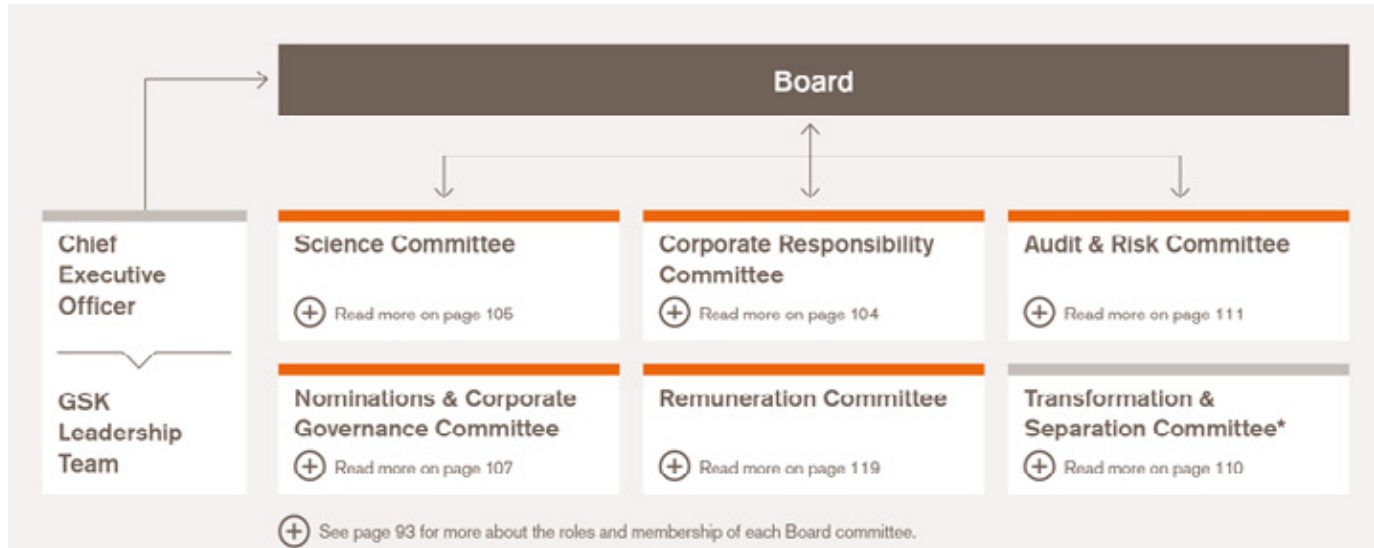 Board
Chief
Executive
Officer
GSK
Leadership
Team
Science Committee
Read more on page 105
Corporate Responsibility
Committee
Read more on page 104
Audit & Risk Committee
Read more on page 111
Nominations & Corporate
Governance Committee
Read more on page 107
Remuneration Committee
Read more on page 119
Transformation &
Separation Committee*
Read more on page 110
See page 93 for more about the roles and membership of each Board committee.